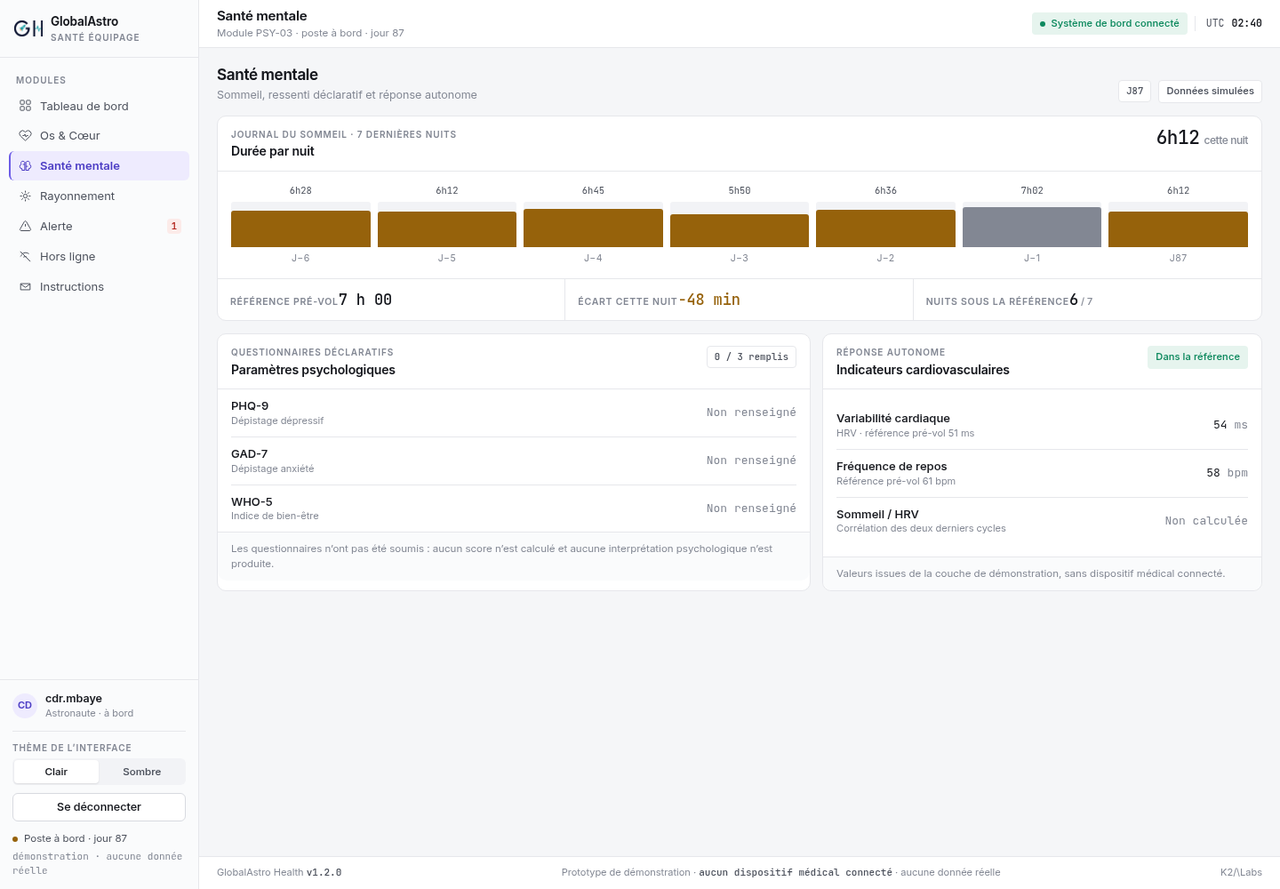 GH
GlobalAstro
SANTÉ ÉQUIPAGE
MODULES
Tableau de bord
Os & Cœur
Santé mentale
Rayonnement
Alerte 1
Hors ligne
Instructions
cdr.mbaye
CD
Astronaute · à bord
THÈME DE L'INTERFACE
Clair Sombre
Se déconnecter
Poste à bord · jour 87
démonstration · aucune donnée
réelle
Santé mentale
Module PSY-03 · poste à bord · jour 87
Système de bord connecté UTC 02:40
Santé mentale
Sommeil, ressenti déclaratif et réponse autonome
J87 Données simulées
JOURNAL DU SOMMEIL · 7 DERNIÈRES NUITS
Durée par nuit
6h12 cette nuit
6h28 6h12 6h45 5h50 6h36 7h02 6h12
J−6 J−5 J−4 J−3 J−2 J−1 J87
RÉFÉRENCE PRÉ-VOL 7 h 00 ÉCART CETTE NUIT -48 min NUITS SOUS LA RÉFÉRENCE 6 / 7
QUESTIONNAIRES DÉCLARATIFS
Paramètres psychologiques
0 / 3 remplis
PHQ-9
Dépistage dépressif
Non renseigné
GAD-7
Dépistage anxiété
Non renseigné
WHO-5
Indice de bien-être
Non renseigné
Les questionnaires n'ont pas été soumis : aucun score n'est calculé et aucune interprétation psychologique n'est
produite.
RÉPONSE AUTONOME
Indicateurs cardiovasculaires
Dans la référence
Variabilité cardiaque
HRV · référence pré-vol 51 ms
54 ms
Fréquence de repos
Référence pré-vol 61 bpm
58 bpm
Sommeil / HRV
Corrélation des deux derniers cycles
Non calculée
Valeurs issues de la couche de démonstration, sans dispositif médical connecté.
GlobalAstro Health v1.2.0 Prototype de démonstration · aucun dispositif médical connecté · aucune donnée réelle K2/\Labs